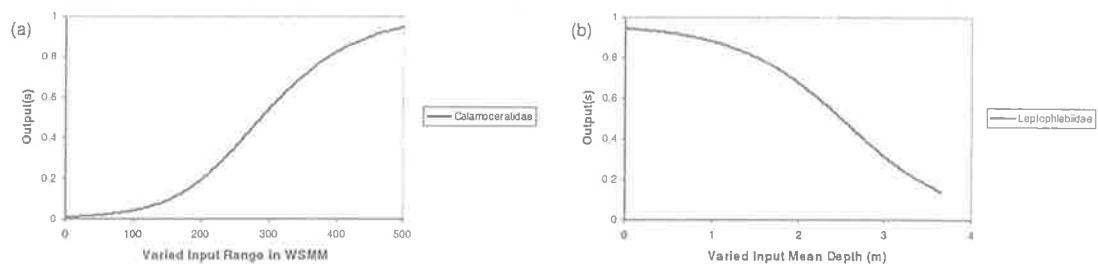 (a)
1
0.8
0.6
0.4
0.2
0
Output(s)
0 100 200 300 400 500
Varied Input Range in WSMM
Calamoceratidae
(b)
1
0.8
0.6
0.4
0.2
0
Output(s)
0 1 2 3 4
Varied Input Mean Depth (m)
Leptophlebiidae